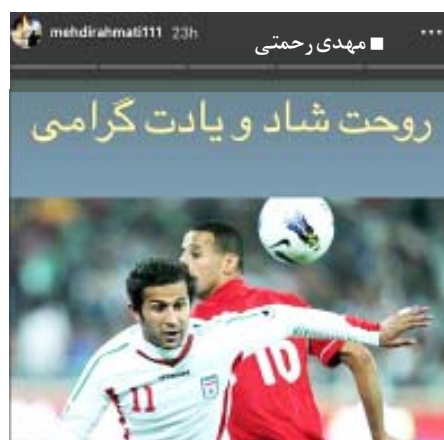 mehdirahmati111 23h
■ مهدی رحمتی
روحت شاد و یادت گرامی
10
11